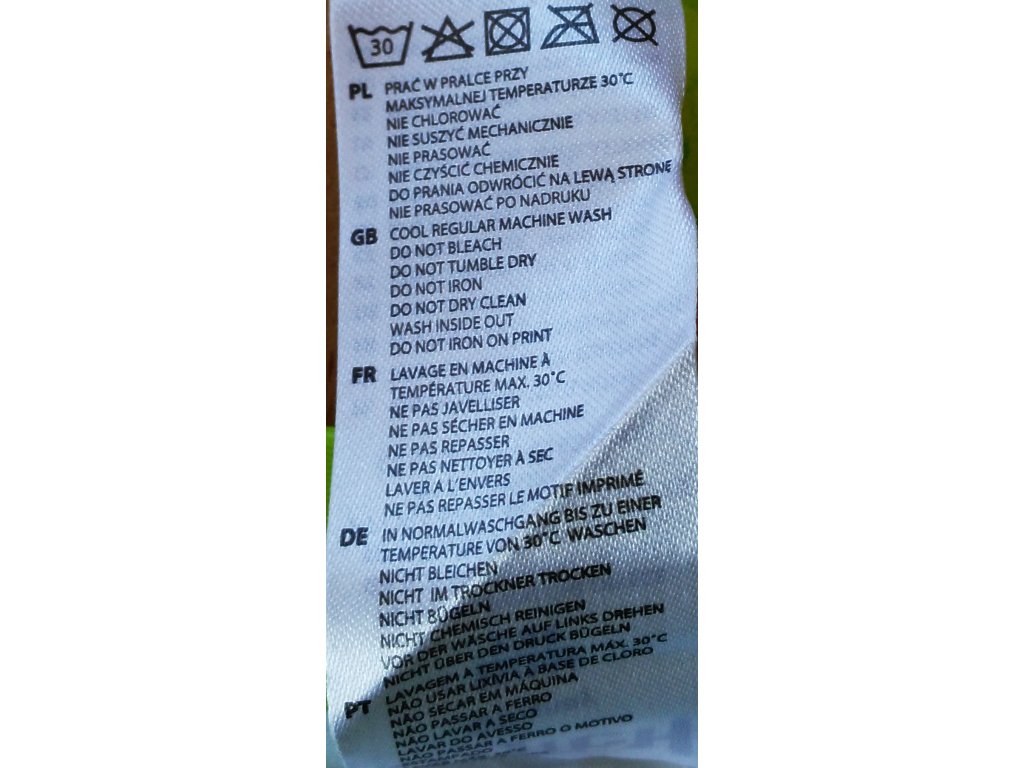 30
PL PRAĆ W PRALCE PRZY
MAKSYMALNEJ TEMPERATURZE 30°C
NIE CHLOROWAĆ
NIE SUSZYĆ MECHANICZNIE
NIE PRASOWAĆ
NIE CZYŚCIĆ CHEMICZNIE
DO PRANIA ODWRÓCIĆ NA LEWĄ STRONĘ
NIE PRASOWAĆ PO NADRUKU
GB COOL REGULAR MACHINE WASH
DO NOT BLEACH
DO NOT TUMBLE DRY
DO NOT IRON
DO NOT DRY CLEAN
WASH INSIDE OUT
DO NOT IRON ON PRINT
FR LAVAGE EN MACHINE À
TEMPÉRATURE MAX. 30°C
NE PAS JAVELLISER
NE PAS SÉCHER EN MACHINE
NE PAS REPASSER
NE PAS NETTOYER À SEC
LAVER A L'ENVERS
NE PAS REPASSER LE MOTIF IMPRIMÉ
DE IN NORMALWASCHGANG BIS ZU EINER
TEMPERATURE VON 30°C WASCHEN
NICHT BLEICHEN
NICHT IM TROCKNER TROCKEN
NICHT BÜGELN
NICHT CHEMISCH REINIGEN
VOR DER WÄSCHE AUF LINKS DREHEN
NICHT ÜBER DEN DRUCK BÜGELN
PT LAVAGEM À TEMPERATURA MÁX. 30°C
NÃO USAR LIXÍVIA À BASE DE CLORO
NÃO SECAR EM MÁQUINA
NÃO PASSAR A FERRO
NÃO LAVAR A SECO
LAVAR DO AVESSO
NÃO PASSAR A FERRO O MOTIVO
ESTAMPADO